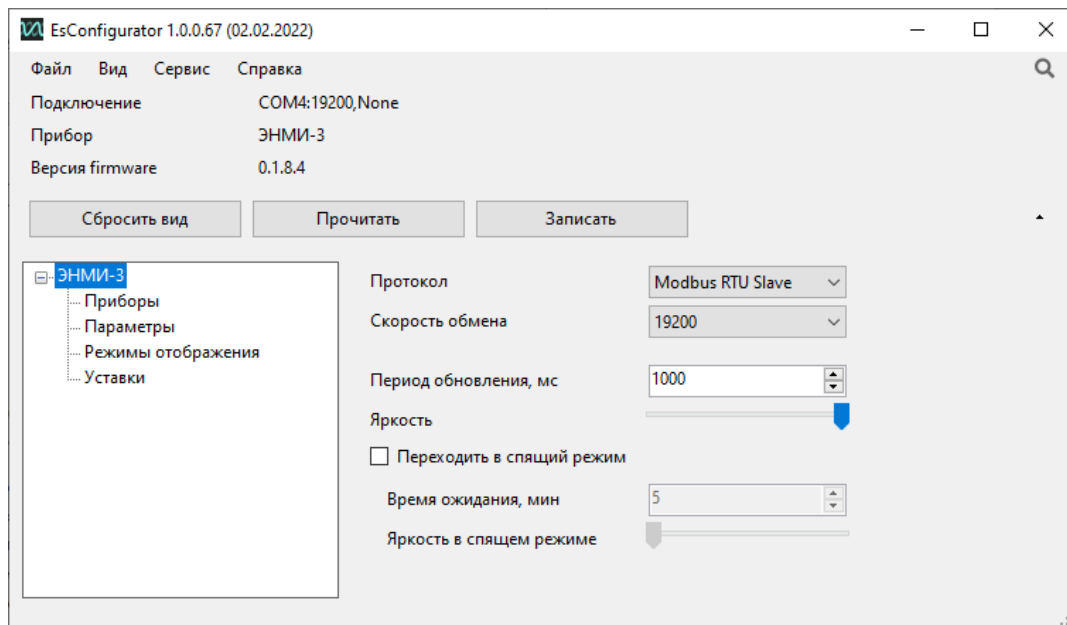 EsConfigurator 1.0.0.67 (02.02.2022)
Файл Вид Сервис Справка
Подключение COM4:19200,None
Прибор ЭНМИ-3
Версия firmware 0.1.8.4
Сбросить вид Прочитать Записать
ЭНМИ-3
Приборы
Параметры
Режимы отображения
Уставки
Протокол Modbus RTU Slave
Скорость обмена 19200
Период обновления, мс 1000
Яркость
Переходить в спящий режим
Время ожидания, мин 5
Яркость в спящем режиме